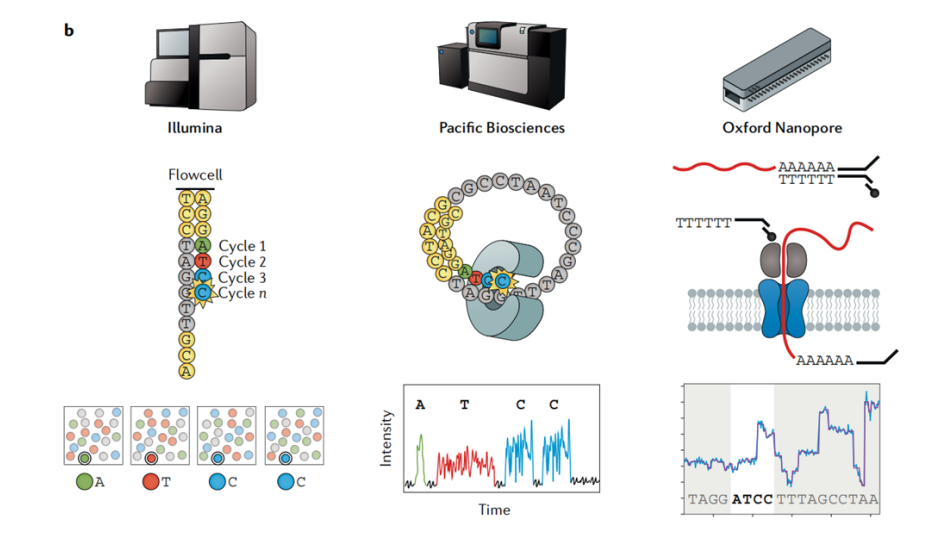 b
Illumina
Pacific Biosciences
Oxford Nanopore
Flowcell
T A
C G
C G
T A Cycle 1
A T Cycle 2
G C Cycle 3
G C Cycle n
T
T
G
C
A
A
T
C
C
GCGCCTAATCCCGAT
AAAAAA
TTTTTT
TTTTTT
AAAAAA
Intensity
A T C C
Time
TAGG ATCC TTTAGCCTAA